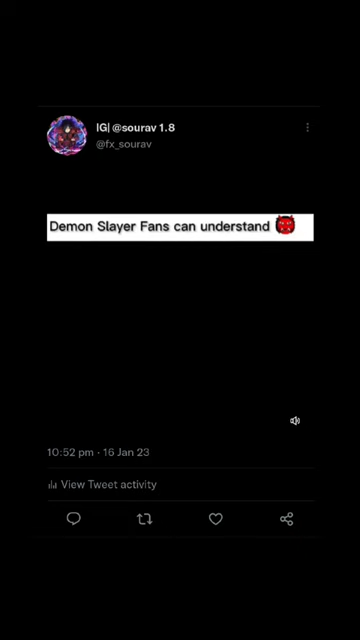 IG| @sourav 1.8
@fx_sourav
Demon Slayer Fans can understand 👹
10:52 pm · 16 Jan 23
View Tweet activity